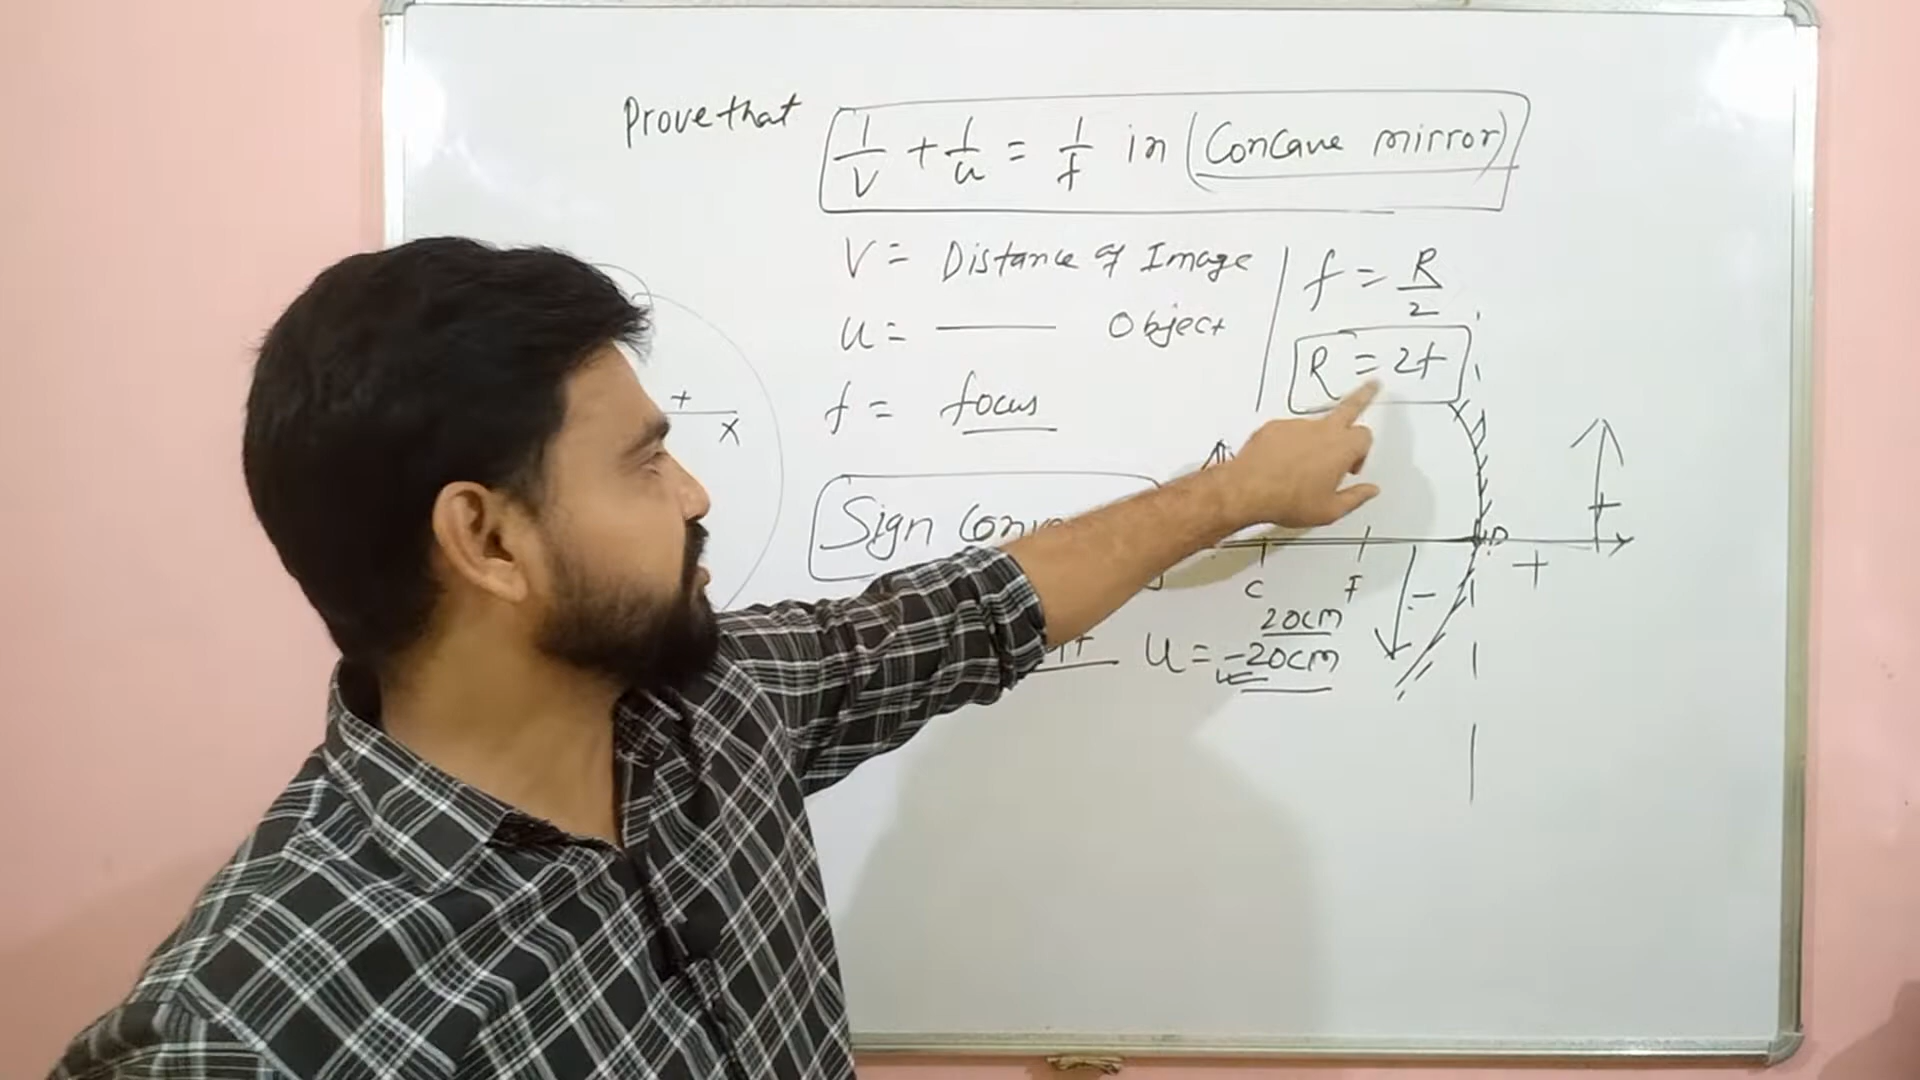 Prove that 1/v + 1/u = 1/f in (Concave mirror)
V = Distance of Image
u = ——— Object
f = focus
f = R/2
R = 2f
+
X
Sign
C
F
P
+
+
-
20cm
u = -20cm